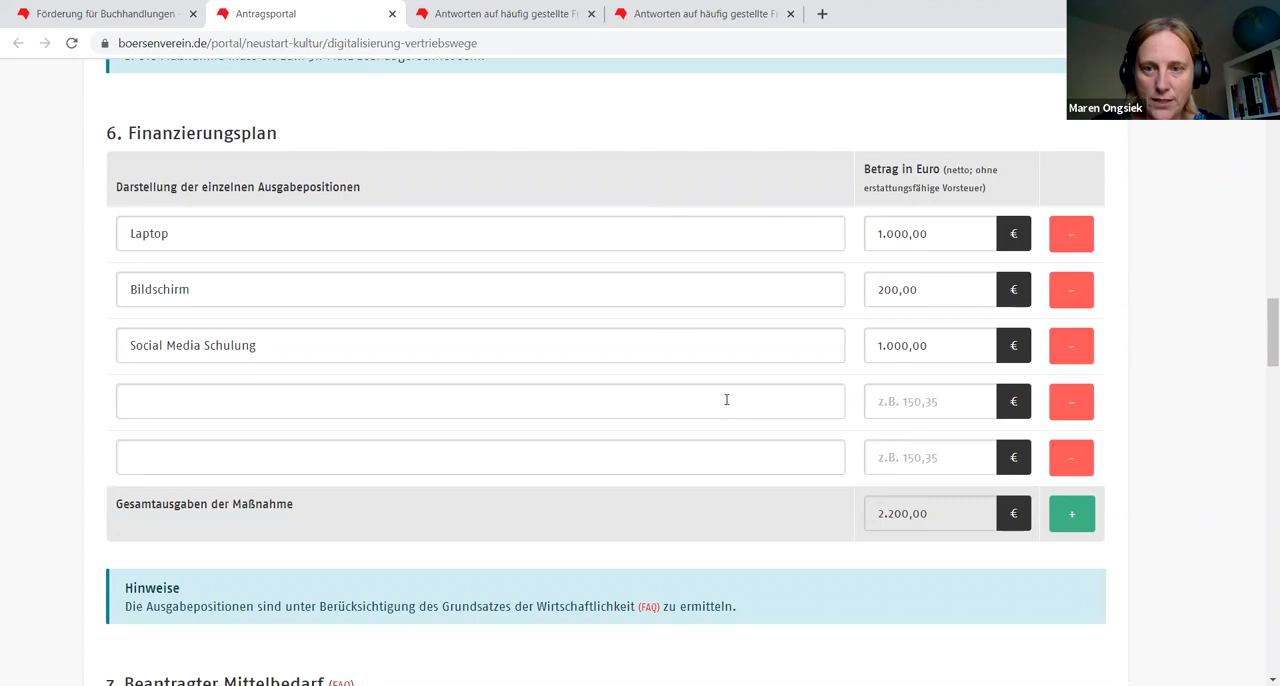 Förderung für Buchhandlungen
Antragsportal
Antworten auf häufig gestellte F
Antworten auf häufig gestellte F
boersenverein.de/portal/neustart-kultur/digitalisierung-vertriebswege
Maren Ongsiek
6. Finanzierungsplan
Darstellung der einzelnen Ausgabepositionen
Betrag in Euro (netto; ohne
erstattungsfähige Vorsteuer)
Laptop 1.000,00 € –
Bildschirm 200,00 € –
Social Media Schulung 1.000,00 € –
z.B. 150,35 € –
z.B. 150,35 € –
Gesamtausgaben der Maßnahme 2.200,00 € +
Hinweise
Die Ausgabepositionen sind unter Berücksichtigung des Grundsatzes der Wirtschaftlichkeit (FAQ) zu ermitteln.
7. Beantragter Mittelbedarf (FAQ)